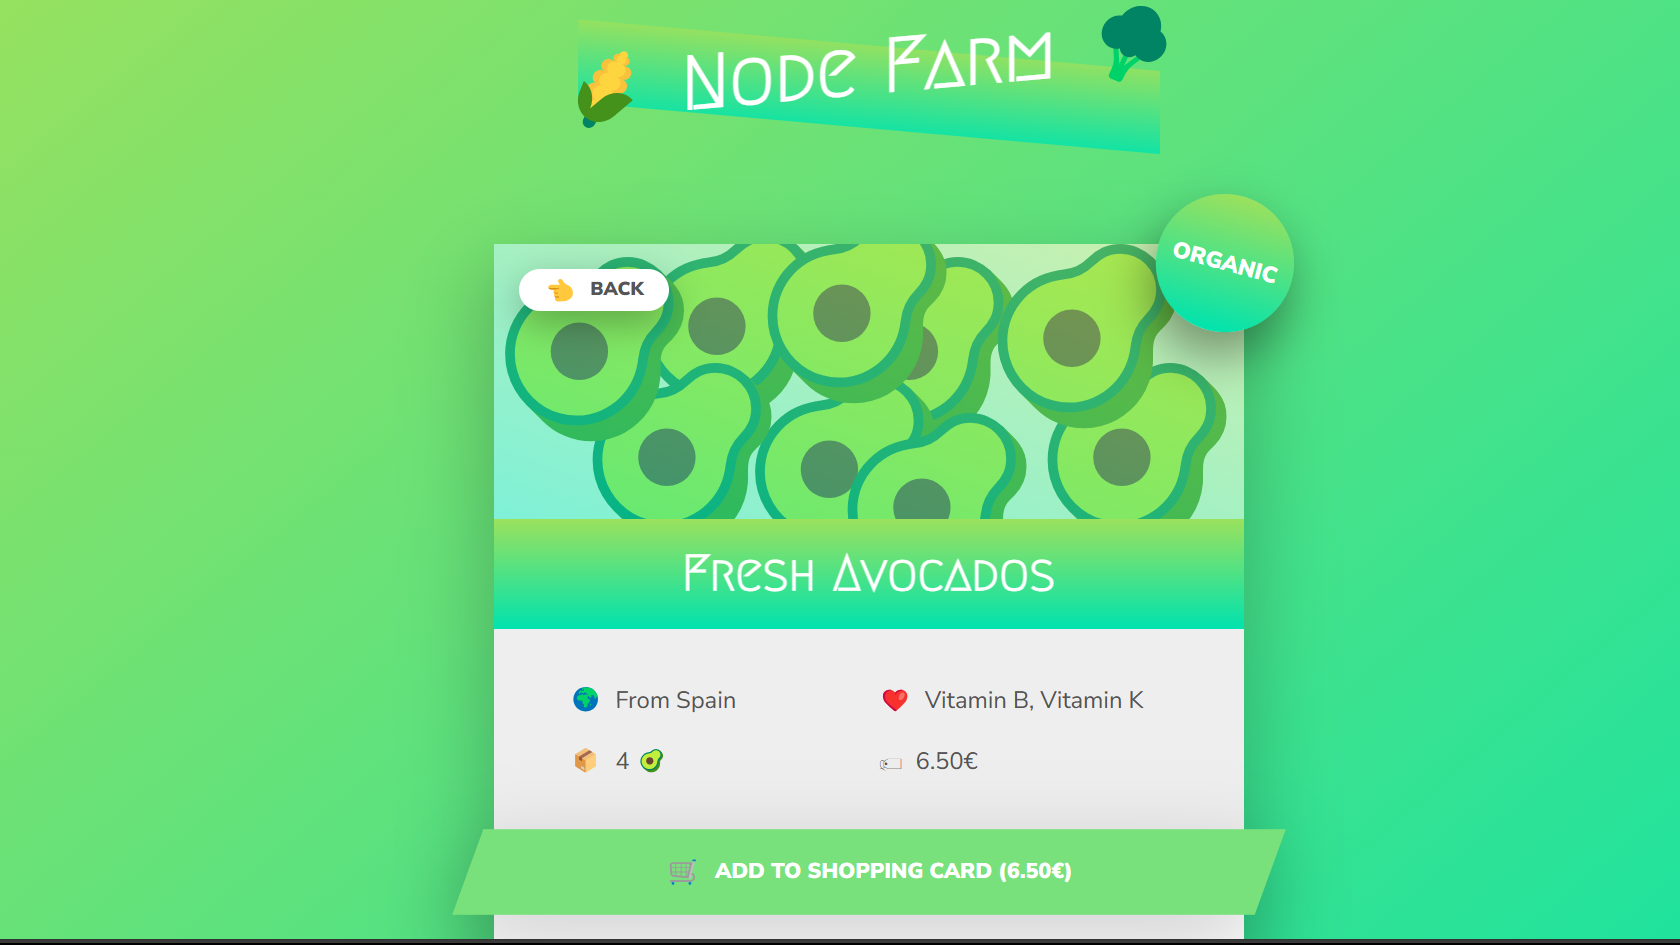 Node Farm
ORGANIC
BACK
Fresh Avocados
From Spain
Vitamin B, Vitamin K
4
6.50€
ADD TO SHOPPING CARD (6.50€)